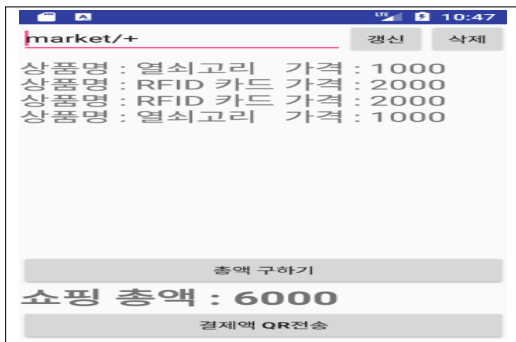 LTE 10:47
market/+ 갱신 삭제
상품명 : 열쇠고리 가격 : 1000
상품명 : RFID 카드 가격 : 2000
상품명 : RFID 카드 가격 : 2000
상품명 : 열쇠고리 가격 : 1000
총액 구하기
쇼핑 총액 : 6000
결제액 QR전송